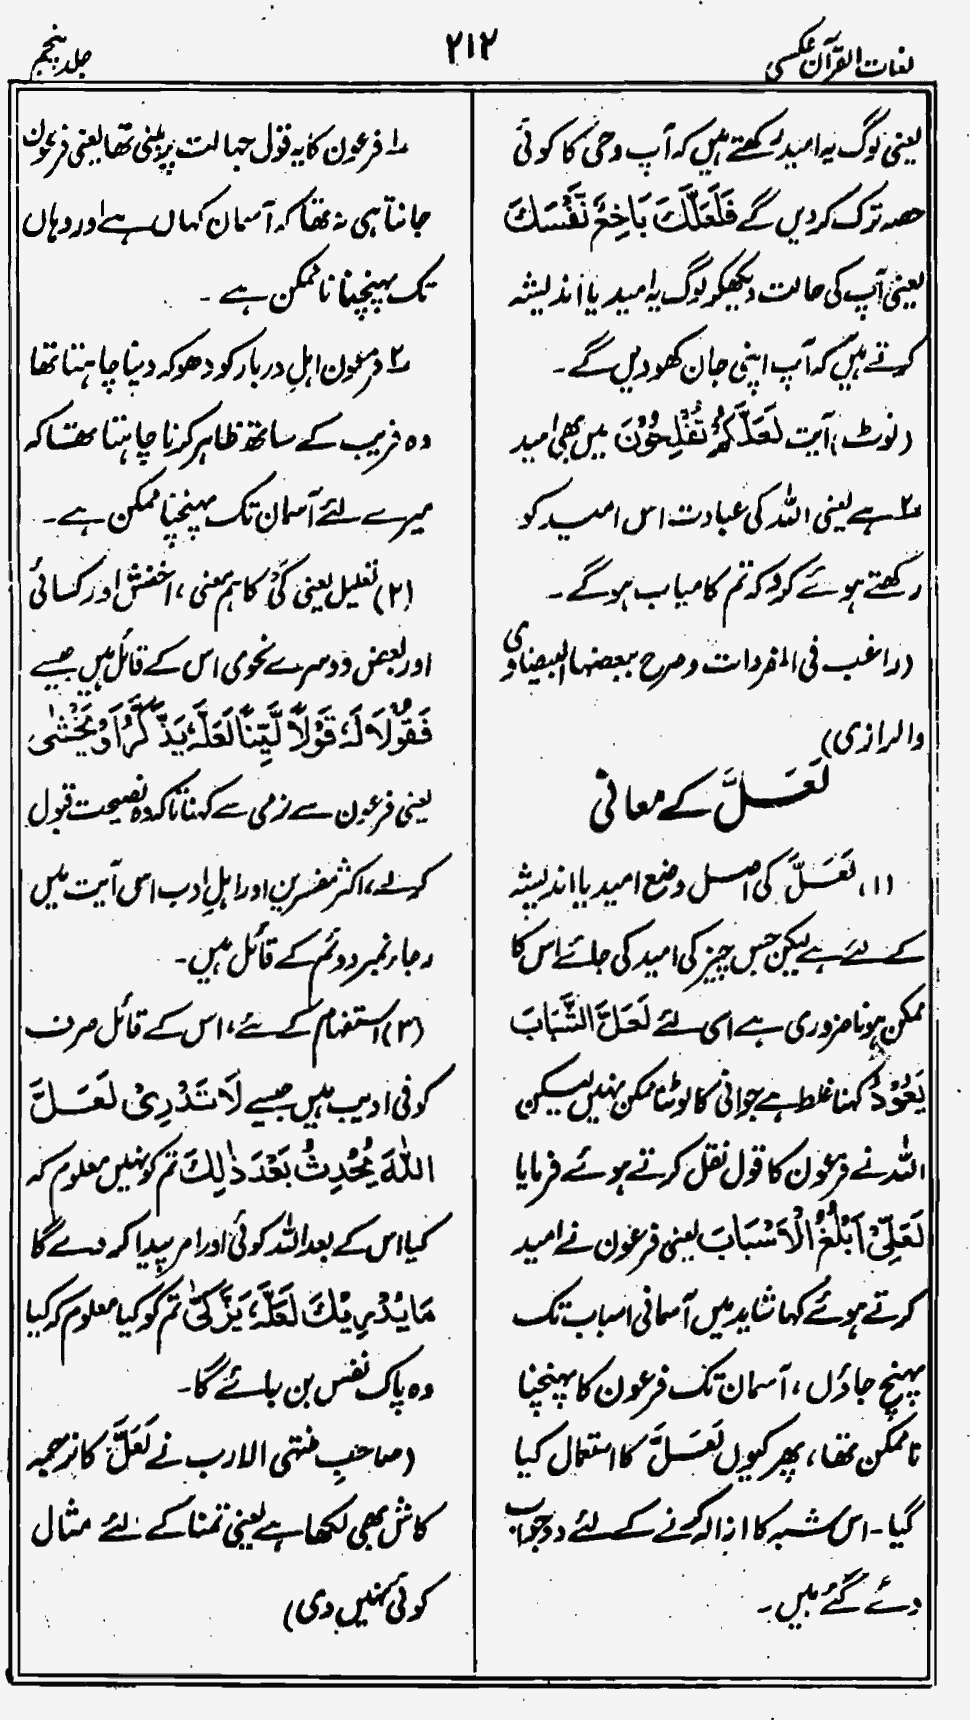 لغات القرآن عکسی
۲۱۲
جلد پنجم
یعنی لوگ یہ امید رکھتے ہیں کہ آپ وحی کا کوئی
حصہ ترک کردیں گے فَلَعَلَّكَ بَاخِعٌ نَّفْسَكَ
یعنی آپ کی حالت دیکھکر لوگ یہ امید یا اندیشہ
کرتے ہیں کہ آپ اپنی جان کھودیں گے۔
(نوٹ) آیت لَعَلَّكُمْ تُفْلِحُوْنَ میں بھی امید
۲ ہے یعنی اللہ کی عبادت اس امید کو
رکھتے ہوئے کرو کہ تم کامیاب ہوگے۔
(راغب فی المفردات وصرح ببعضہا البیضاوی
والرازی)
لَعَلَّ کے معانی
(۱) لَعَلَّ کی اصل وضع امید یا اندیشہ
کے لئے ہے لیکن جس چیز کی امید کی جائے اس کا
ممکن ہونا ضروری ہے اسی لئے لَعَلَّ الشَّبَابَ
يَعُوْدُ کہنا غلط ہے جوانی کا لوٹنا ممکن نہیں لیکن
اللہ نے فرعون کا قول نقل کرتے ہوئے فرمایا
لَعَلِّيْ اَبْلُغُ الْاَسْبَابَ یعنی فرعون نے امید
کرتے ہوئے کہا شاید میں آسمانی اسباب تک
پہنچ جاؤں، آسمان تک فرعون کا پہنچنا
ناممکن تھا، پھر کیوں لَعَلَّ کا استعمال کیا
گیا۔ اس شبہ کا ازالہ کرنے کے لئے دو جواب
دئے گئے ہیں۔
۱ فرعون کا یہ قول جہالت پر مبنی تھا یعنی فرعون
جانتا ہی نہ تھا کہ آسمان کہاں ہے اور وہاں
تک پہنچنا ناممکن ہے۔
۲ فرعون اہلِ دربار کو دھوکہ دینا چاہتا تھا
وہ فریب کے ساتھ ظاہر کرنا چاہتا تھا کہ
میرے لئے آسمان تک پہنچنا ممکن ہے۔
(۲) تعلیل یعنی كَيْ کا ہم معنی، اخفش اور کسائی
اور بعض دوسرے نحوی اس کے قائل ہیں جیسے
فَقُوْلَا لَهٗ قَوْلًا لَّيِّنًا لَعَلَّهٗ يَذَّكَّرُ اَوْ يَخْشٰى
یعنی فرعون سے نرمی سے کہنا تاکہ وہ نصیحت قبول
کرلے، اکثر مفسرین اور اہلِ ادب اس آیت میں
رجاء نمبر دوئم کے قائل ہیں۔
(۳) استفہام کے لئے، اس کے قائل صرف
کوفی ادیب ہیں جیسے لَا تَدْرِيْ لَعَلَّ
اللّٰهَ يُحْدِثُ بَعْدَ ذٰلِكَ تم کو نہیں معلوم کہ
کیا اس کے بعد اللہ کوئی اور امر پیدا کر دے گا
مَا يُدْرِيْكَ لَعَلَّهٗ يَزَّكّٰى تم کو کیا معلوم کہ کیا
وہ پاک نفس بن جائے گا۔
(صاحبِ منتہی الارب نے لَعَلَّ کا ترجمہ
کاش بھی لکھا ہے یعنی تمنا کے لئے مثال
کوئی نہیں دی)